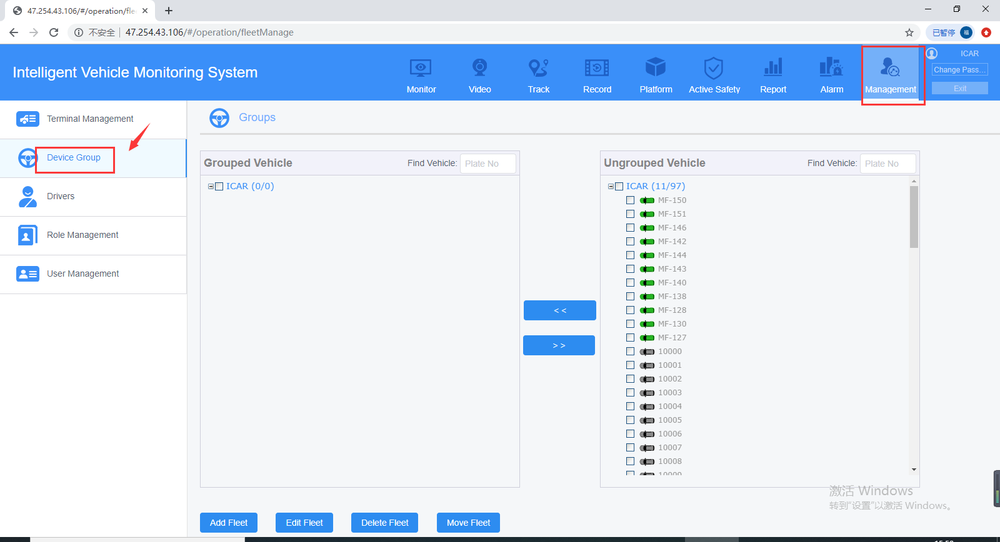 47.254.43.106/#/operation/fle
不安全 47.254.43.106/#/operation/fleetManage 已暂停 福
Intelligent Vehicle Monitoring System
Monitor Video Track Record Platform Active Safety Report Alarm Management
ICAR
Change Pass...
Exit
Terminal Management
Device Group
Drivers
Role Management
User Management
Groups
Grouped Vehicle Find Vehicle: Plate No
ICAR (0/0)
<<
>>
Ungrouped Vehicle Find Vehicle: Plate No
ICAR (11/97)
MF-150
MF-151
MF-146
MF-142
MF-144
MF-143
MF-140
MF-138
MF-128
MF-130
MF-127
10000
10001
10002
10003
10004
10005
10006
10007
10008
激活 Windows
转到"设置"以激活 Windows。
Add Fleet Edit Fleet Delete Fleet Move Fleet